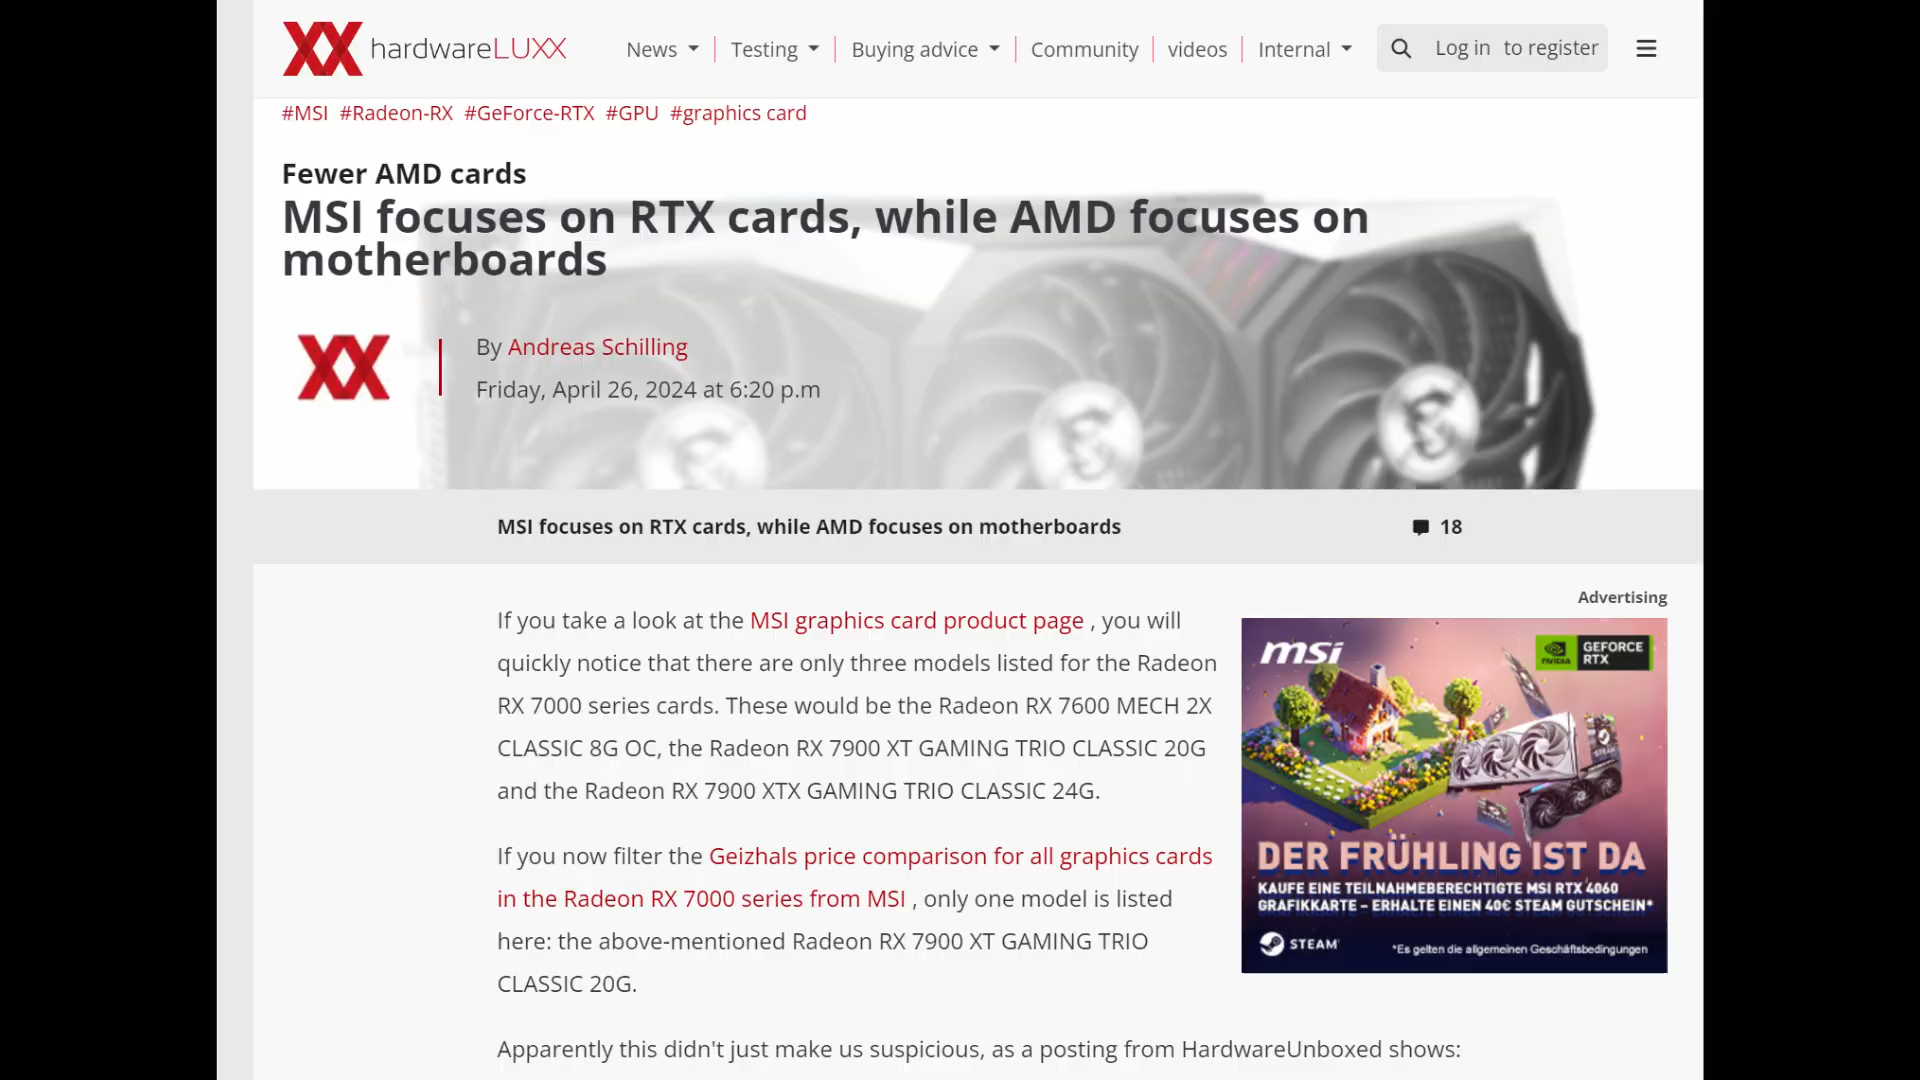 hardwareLUXX
News
Testing
Buying advice
Community
videos
Internal
Log in
to register
#MSI #Radeon-RX #GeForce-RTX #GPU #graphics card
Fewer AMD cards
MSI focuses on RTX cards, while AMD focuses on
motherboards
By Andreas Schilling
Friday, April 26, 2024 at 6:20 p.m
MSI focuses on RTX cards, while AMD focuses on motherboards
18
If you take a look at the MSI graphics card product page , you will
quickly notice that there are only three models listed for the Radeon
RX 7000 series cards. These would be the Radeon RX 7600 MECH 2X
CLASSIC 8G OC, the Radeon RX 7900 XT GAMING TRIO CLASSIC 20G
and the Radeon RX 7900 XTX GAMING TRIO CLASSIC 24G.
If you now filter the Geizhals price comparison for all graphics cards
in the Radeon RX 7000 series from MSI , only one model is listed
here: the above-mentioned Radeon RX 7900 XT GAMING TRIO
CLASSIC 20G.
Apparently this didn't just make us suspicious, as a posting from HardwareUnboxed shows:
Advertising
msi
NVIDIA
GEFORCE
RTX
DER FRÜHLING IST DA
KAUFE EINE TEILNAHMEBERECHTIGTE MSI RTX 4060
GRAFIKKARTE – ERHALTE EINEN 40€ STEAM GUTSCHEIN*
STEAM
*Es gelten die allgemeinen Geschäftsbedingungen